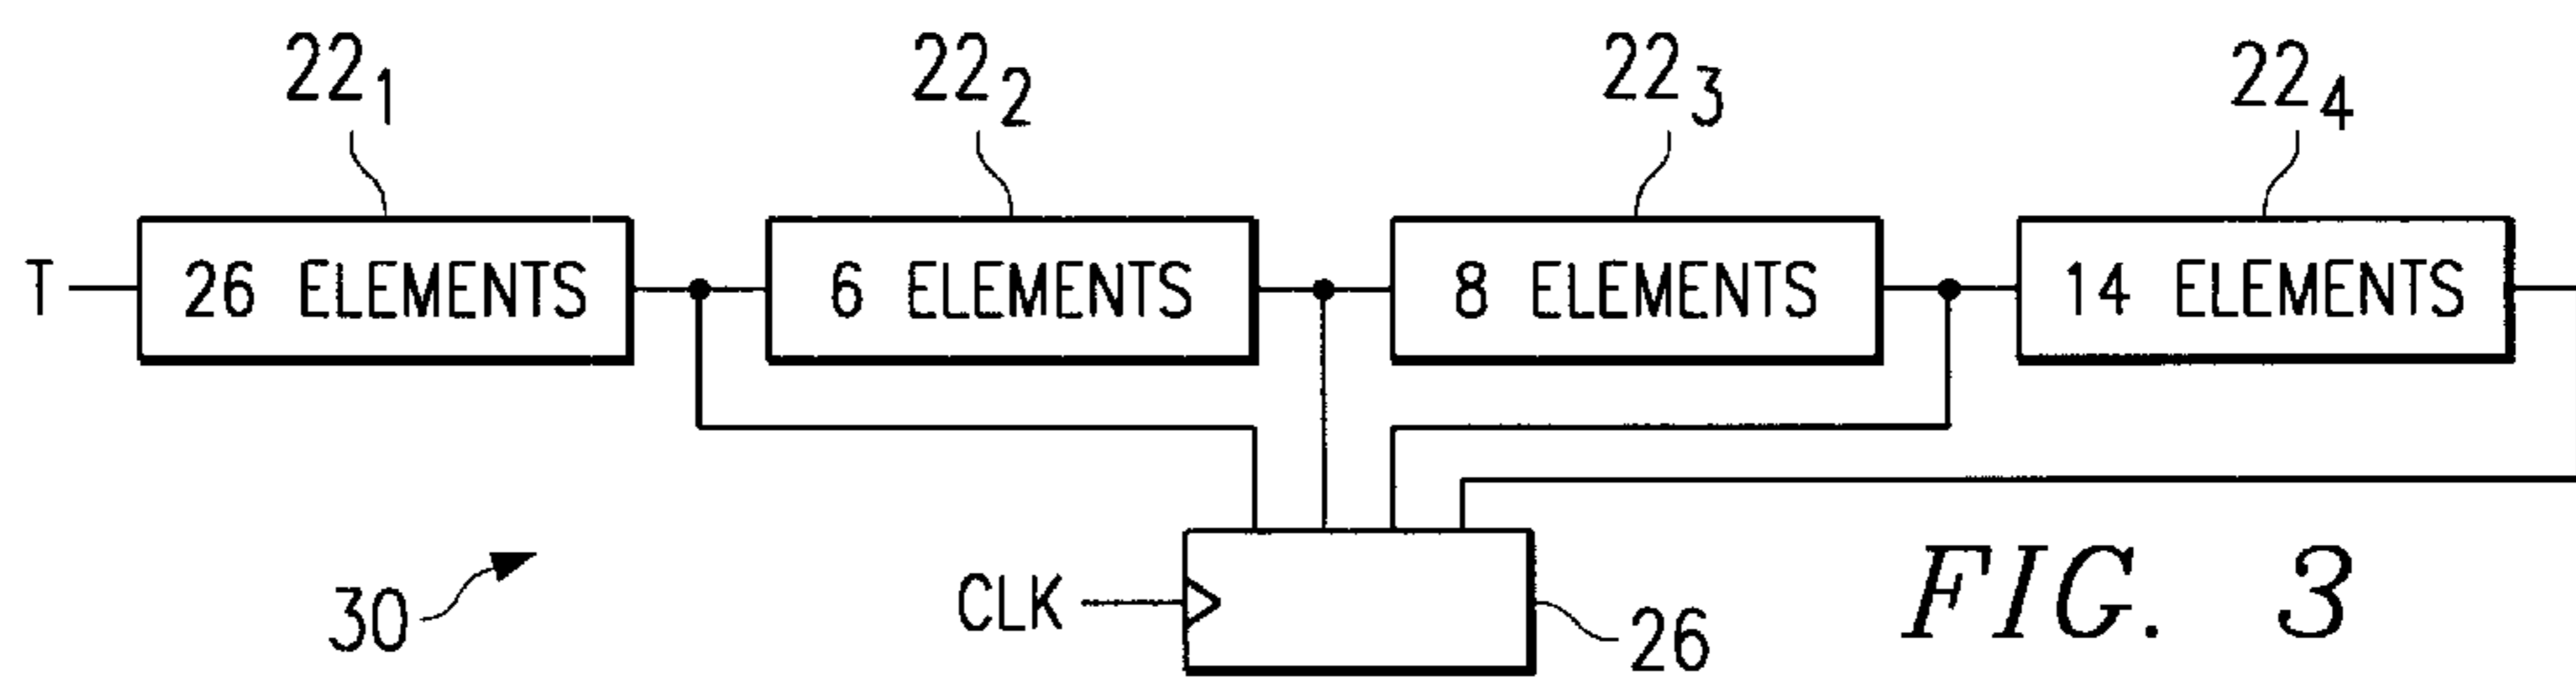 22₁ 22₂ 22₃ 22₄
T 26 ELEMENTS 6 ELEMENTS 8 ELEMENTS 14 ELEMENTS
30 CLK 26 FIG. 3